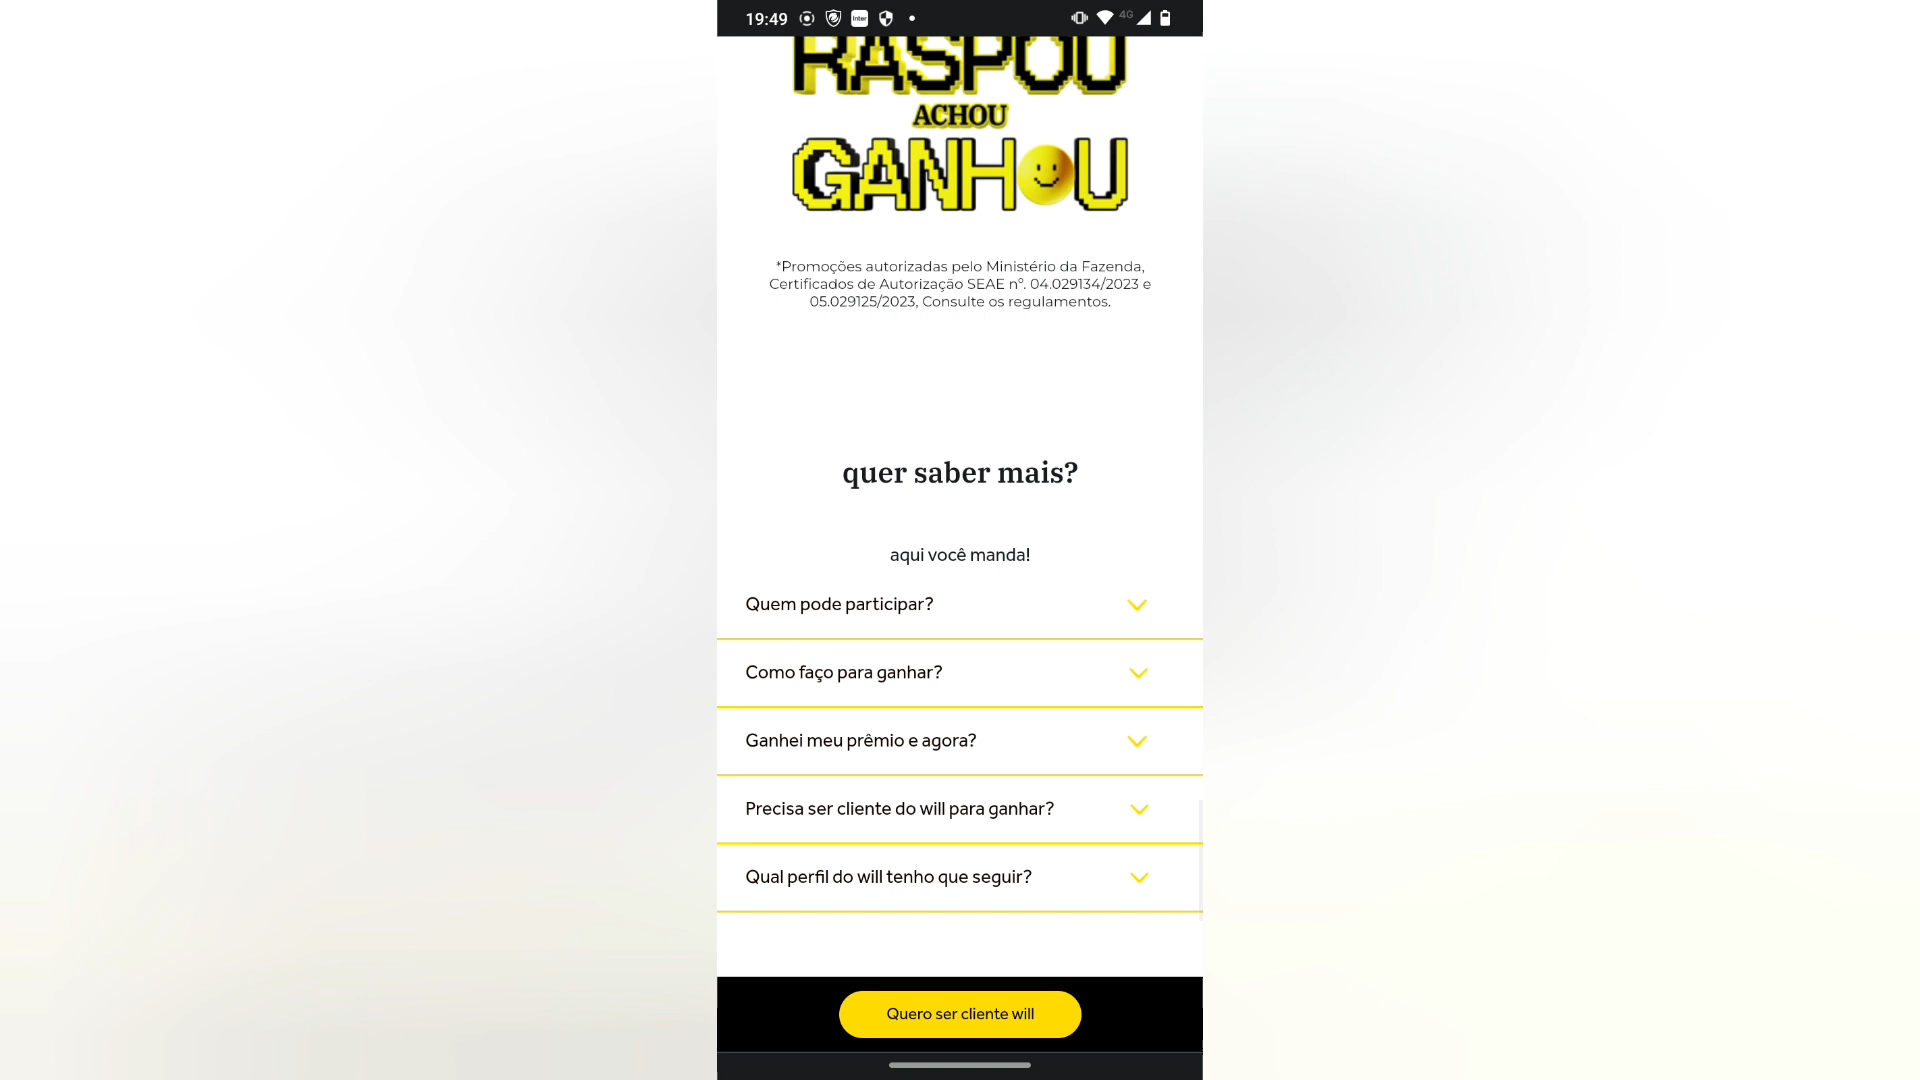 19:49
inter
4G
RASPOU
ACHOU
GANHOU
*Promoções autorizadas pelo Ministério da Fazenda,
Certificados de Autorização SEAE nº. 04.029134/2023 e
05.029125/2023, Consulte os regulamentos.
quer saber mais?
aqui você manda!
Quem pode participar?
Como faço para ganhar?
Ganhei meu prêmio e agora?
Precisa ser cliente do will para ganhar?
Qual perfil do will tenho que seguir?
Quero ser cliente will